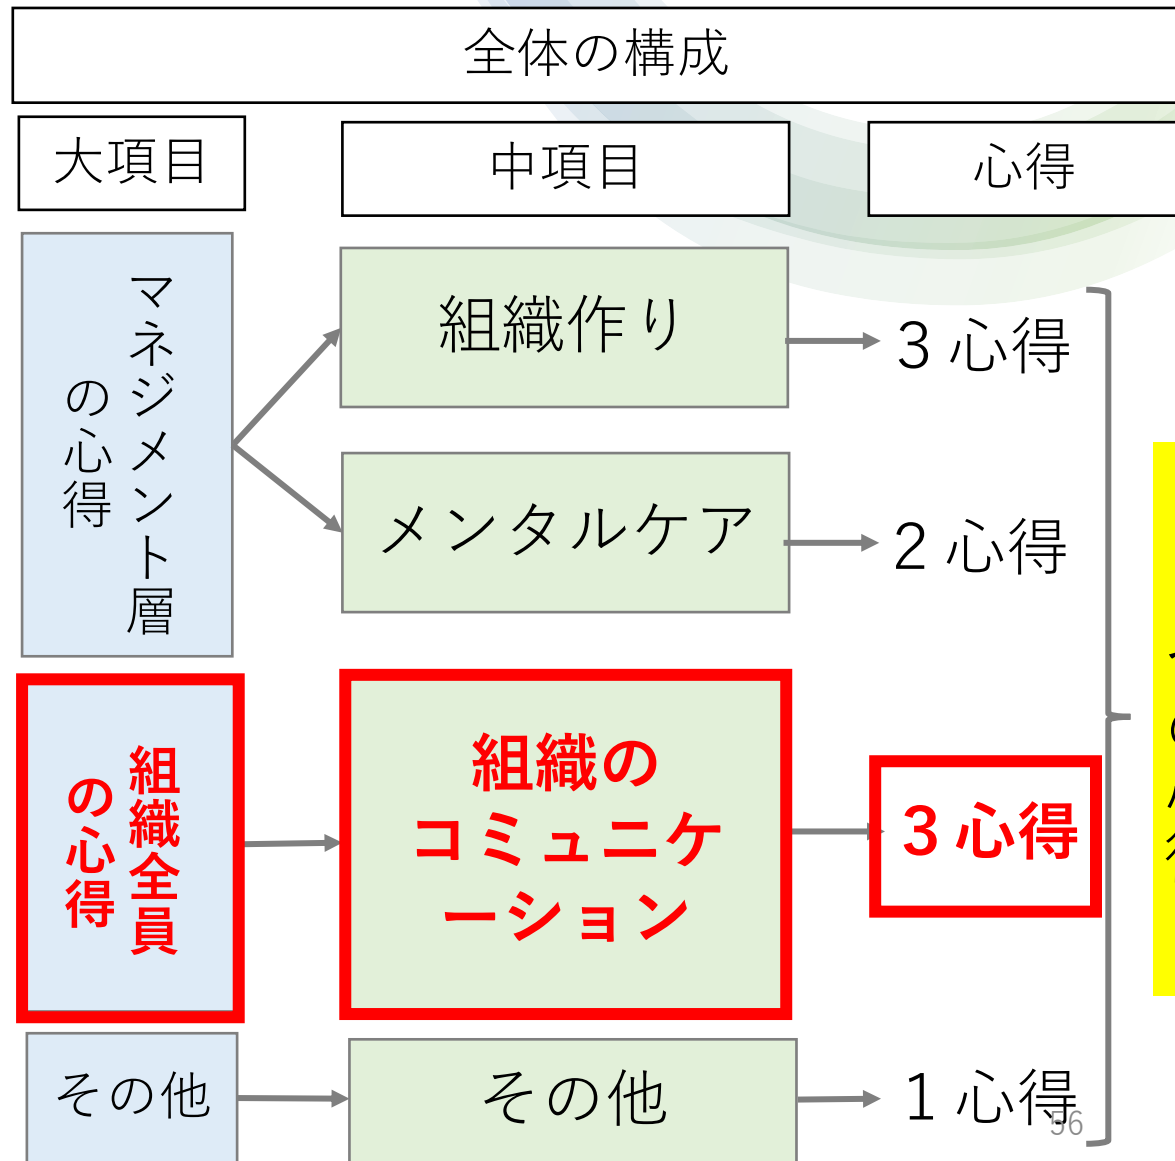 全体の構成
大項目
中項目
心得
マネジメント層
の心得
組織作り
3 心得
メンタルケア
2 心得
組織全員
の心得
組織の
コミュニケ
ーション
3 心得
その他
その他
1 心得
56